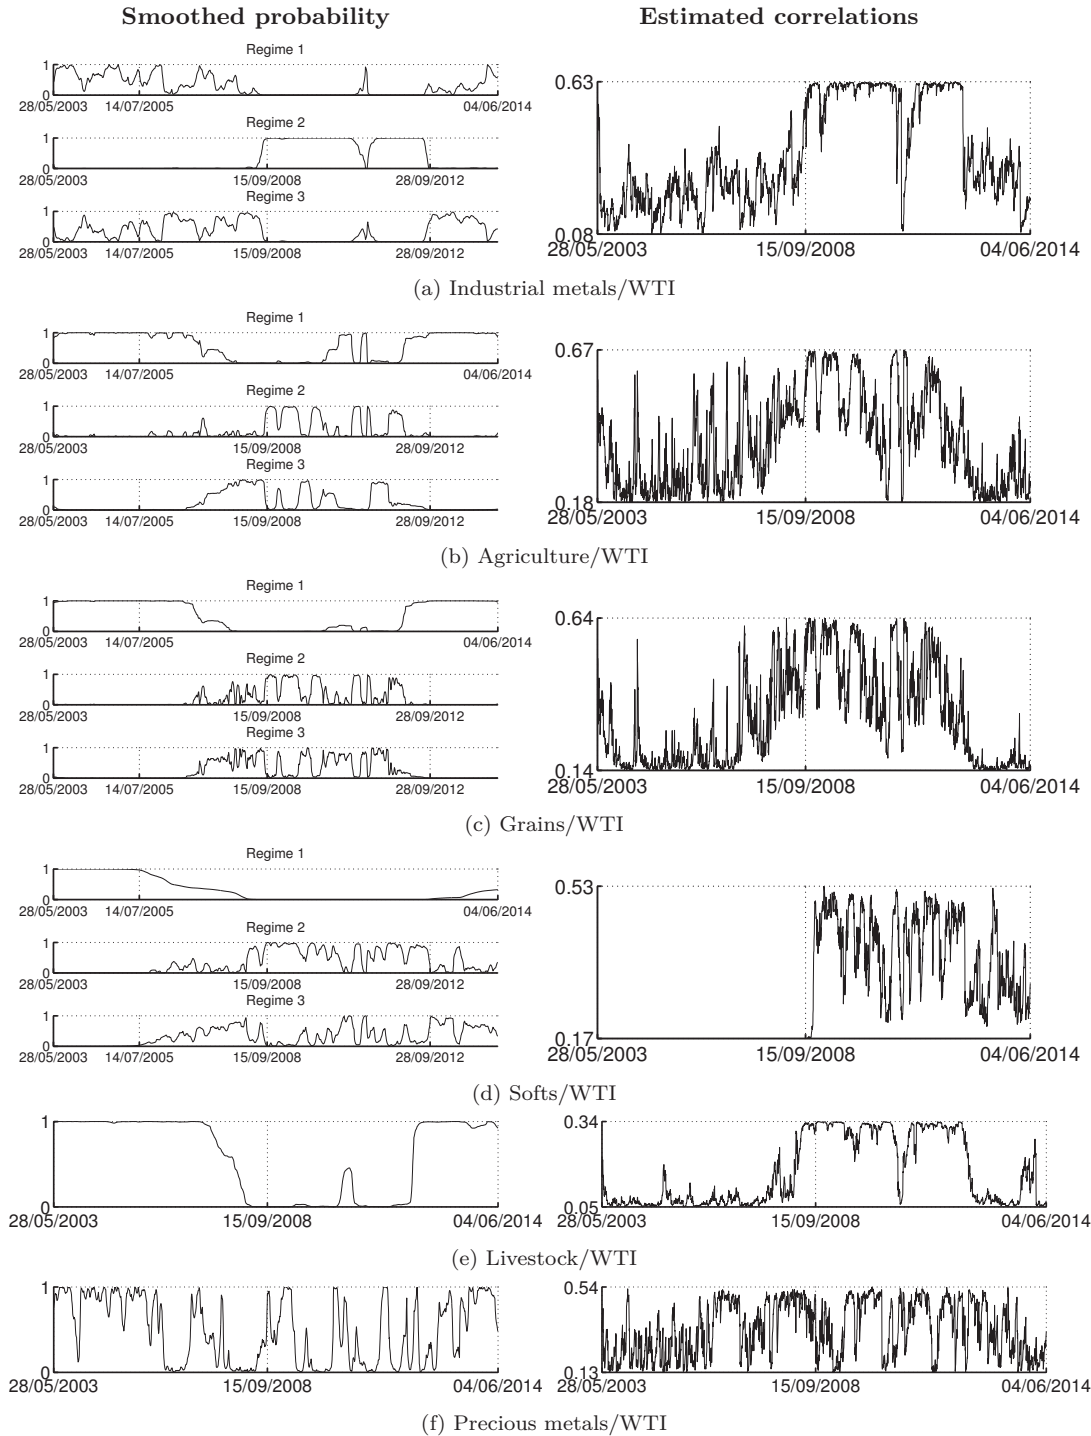 Smoothed probability
Estimated correlations
Regime 1
1
0
28/05/2003 14/07/2005 04/06/2014
Regime 2
1
0
28/05/2003 15/09/2008 28/09/2012
Regime 3
1
0
28/05/2003 14/07/2005 15/09/2008 28/09/2012
0.63
0.08
28/05/2003 15/09/2008 04/06/2014
(a) Industrial metals/WTI
Regime 1
1
0
28/05/2003 14/07/2005 04/06/2014
Regime 2
1
0
28/05/2003 15/09/2008 28/09/2012
Regime 3
1
0
28/05/2003 14/07/2005 15/09/2008 28/09/2012
0.67
0.18
28/05/2003 15/09/2008 04/06/2014
(b) Agriculture/WTI
Regime 1
1
0
28/05/2003 14/07/2005 04/06/2014
Regime 2
1
0
28/05/2003 15/09/2008 28/09/2012
Regime 3
1
0
28/05/2003 14/07/2005 15/09/2008 28/09/2012
0.64
0.14
28/05/2003 15/09/2008 04/06/2014
(c) Grains/WTI
Regime 1
1
0
28/05/2003 14/07/2005 04/06/2014
Regime 2
1
0
28/05/2003 15/09/2008 28/09/2012
Regime 3
1
0
28/05/2003 14/07/2005 15/09/2008 28/09/2012
0.53
0.17
28/05/2003 15/09/2008 04/06/2014
(d) Softs/WTI
1
0
28/05/2003 15/09/2008 04/06/2014
0.34
0.05
28/05/2003 15/09/2008 04/06/2014
(e) Livestock/WTI
1
0
28/05/2003 15/09/2008 04/06/2014
0.54
0.13
28/05/2003 15/09/2008 04/06/2014
(f) Precious metals/WTI